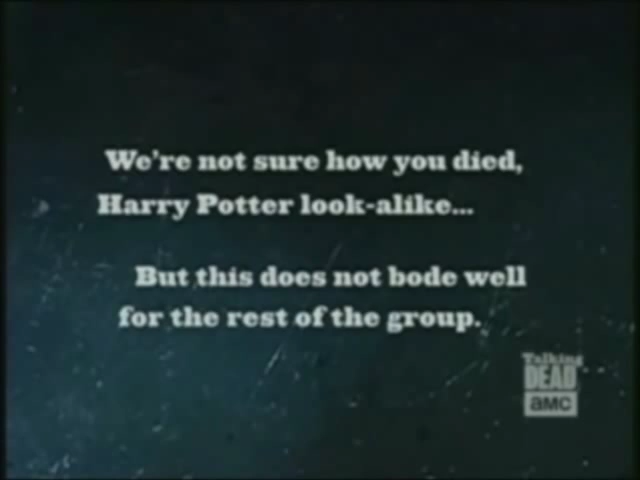 We're not sure how you died,
Harry Potter look-alike...
But this does not bode well
for the rest of the group.
Talking
DEAD
amc